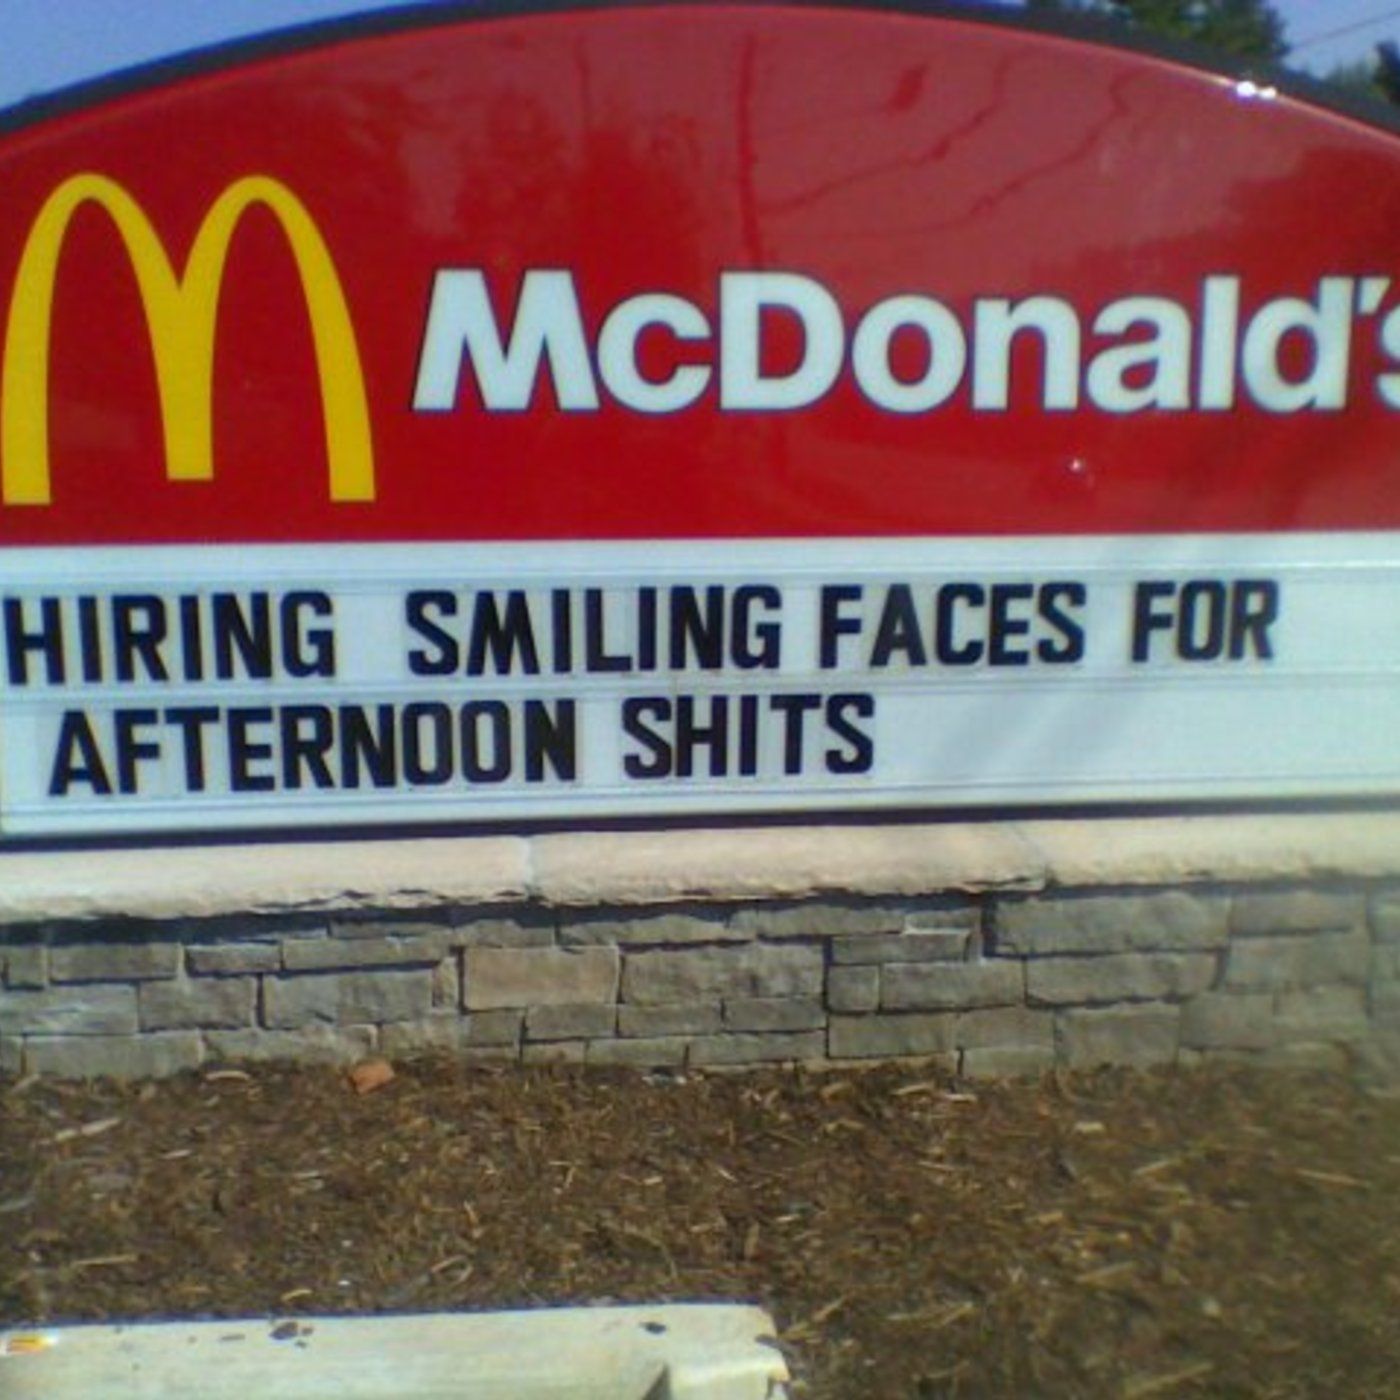 McDonald's
HIRING SMILING FACES FOR
AFTERNOON SHITS